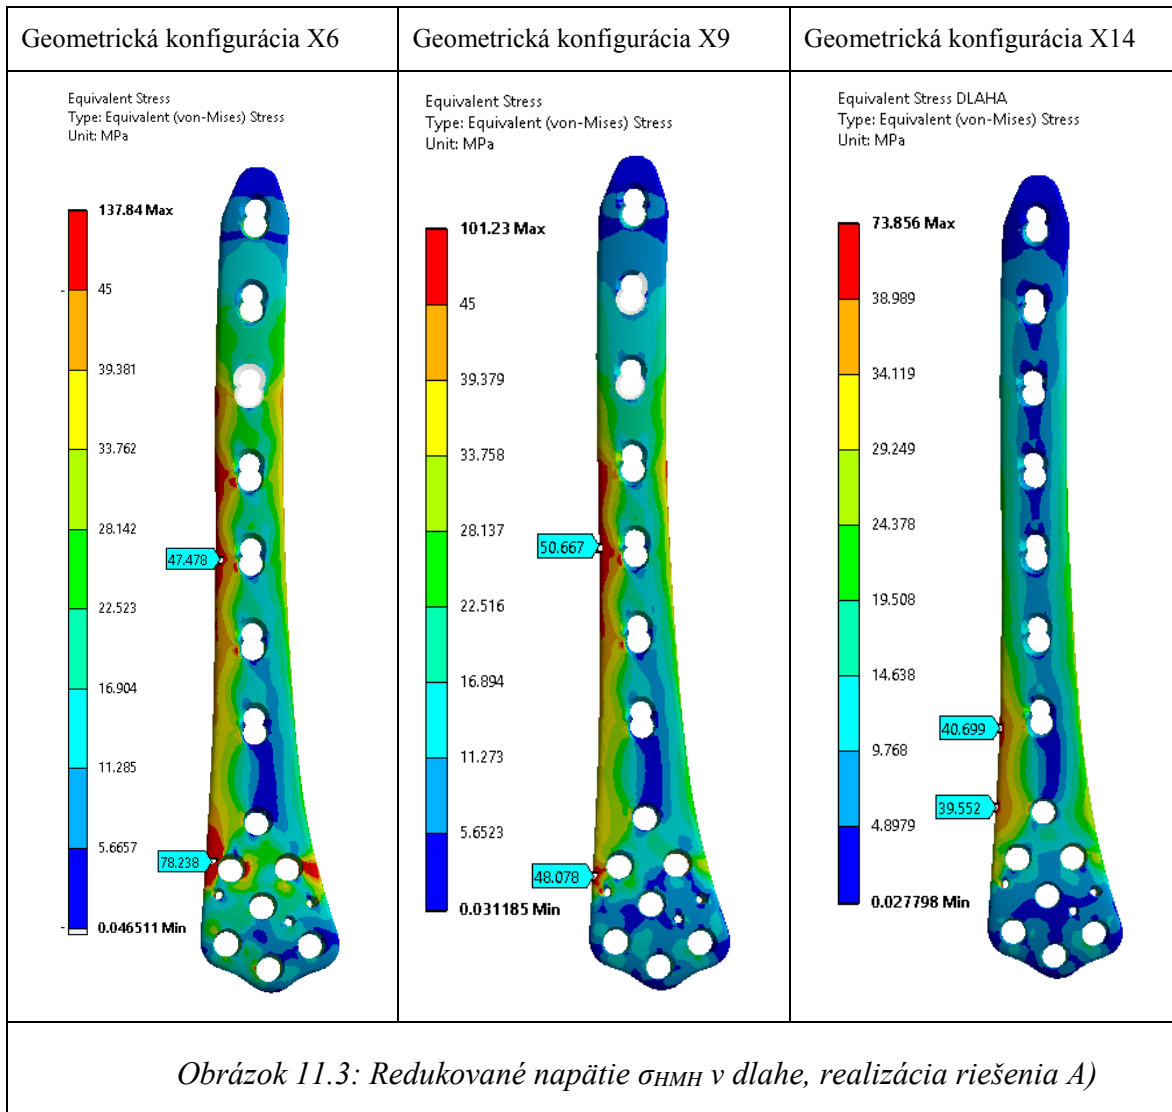 Geometrická konfigurácia X6
Geometrická konfigurácia X9
Geometrická konfigurácia X14
Equivalent Stress
Type: Equivalent (von-Mises) Stress
Unit: MPa
137.84 Max
45
39.381
33.762
28.142
22.523
16.904
11.285
5.6657
0.046511 Min
47.478
78.238
Equivalent Stress
Type: Equivalent (von-Mises) Stress
Unit: MPa
101.23 Max
45
39.379
33.758
28.137
22.516
16.894
11.273
5.6523
0.031185 Min
50.667
48.078
Equivalent Stress DLAHA
Type: Equivalent (von-Mises) Stress
Unit: MPa
73.856 Max
38.989
34.119
29.249
24.378
19.508
14.638
9.768
4.8979
0.027798 Min
40.699
39.552
Obrázok 11.3: Redukované napätie σHMH v dlahe, realizácia riešenia A)